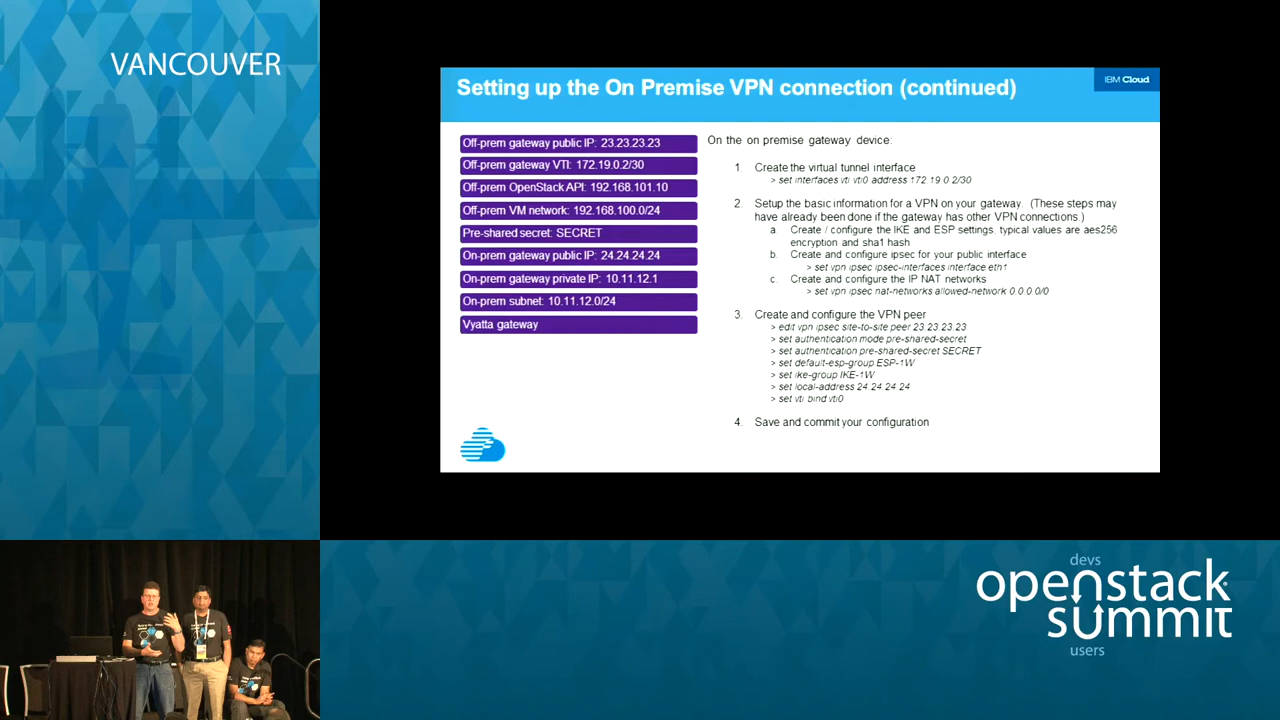 VANCOUVER
Setting up the On Premise VPN connection (continued)
IBM Cloud
Off-prem gateway public IP: 23.23.23.23
Off-prem gateway VTI: 172.19.0.2/30
Off-prem OpenStack API: 192.168.101.10
Off-prem VM network: 192.168.100.0/24
Pre-shared secret: SECRET
On-prem gateway public IP: 24.24.24.24
On-prem gateway private IP: 10.11.12.1
On-prem subnet: 10.11.12.0/24
Vyatta gateway
On the on premise gateway device:
1. Create the virtual tunnel interface
> set interfaces vti vti0 address 172.19.0.2/30
2. Setup the basic information for a VPN on your gateway. (These steps may
have already been done if the gateway has other VPN connections.)
a. Create / configure the IKE and ESP settings, typical values are aes256
encryption and sha1 hash
b. Create and configure ipsec for your public interface
> set vpn ipsec ipsec-interfaces interface eth1
c. Create and configure the IP NAT networks
> set vpn ipsec nat-networks allowed-network 0.0.0.0/0
3. Create and configure the VPN peer
> edit vpn ipsec site-to-site peer 23.23.23.23
> set authentication mode pre-shared-secret
> set authentication pre-shared-secret SECRET
> set default-esp-group ESP-1W
> set ike-group IKE-1W
> set local-address 24.24.24.24
> set vti bind vti0
4. Save and commit your configuration
devs
openstack
summit
users